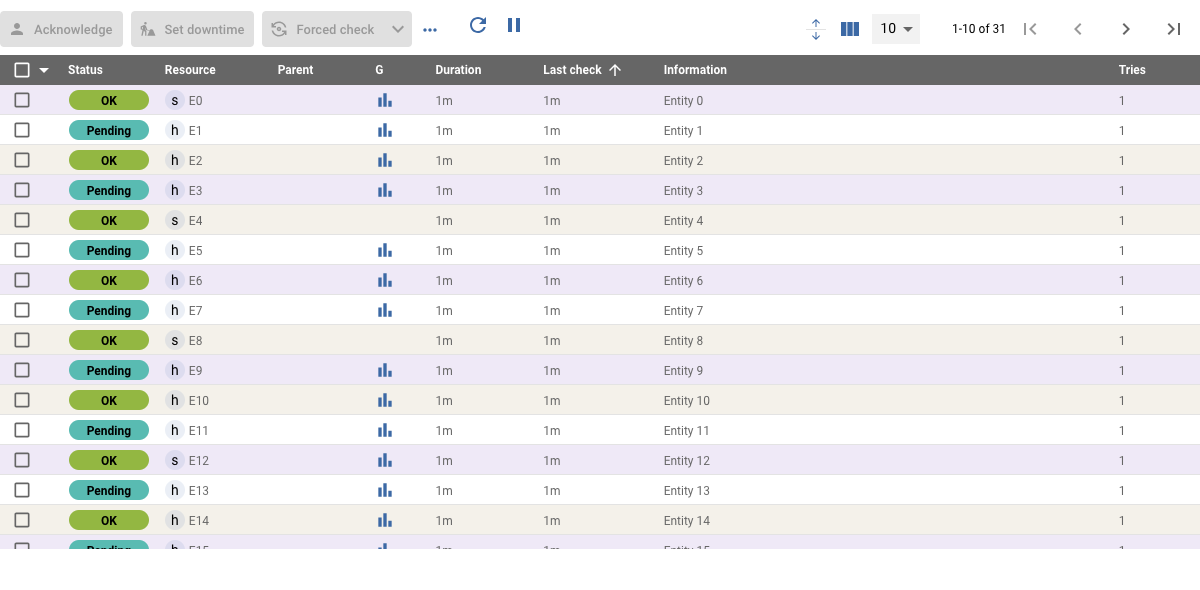 Acknowledge Set downtime Forced check 10 1-10 of 31
Status Resource Parent G Duration Last check Information Tries
OK s E0 1m 1m Entity 0 1
Pending h E1 1m 1m Entity 1 1
OK h E2 1m 1m Entity 2 1
Pending h E3 1m 1m Entity 3 1
OK s E4 1m 1m Entity 4 1
Pending h E5 1m 1m Entity 5 1
OK h E6 1m 1m Entity 6 1
Pending h E7 1m 1m Entity 7 1
OK s E8 1m 1m Entity 8 1
Pending h E9 1m 1m Entity 9 1
OK h E10 1m 1m Entity 10 1
Pending h E11 1m 1m Entity 11 1
OK s E12 1m 1m Entity 12 1
Pending h E13 1m 1m Entity 13 1
OK h E14 1m 1m Entity 14 1
Pending h E15 1m 1m Entity 15 1